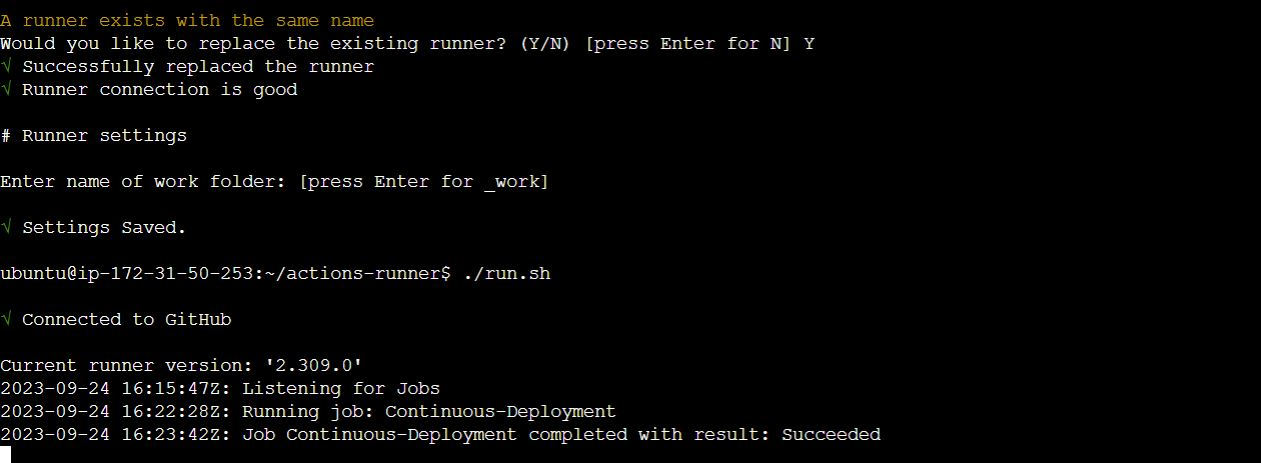 A runner exists with the same name
Would you like to replace the existing runner? (Y/N) [press Enter for N] Y
√ Successfully replaced the runner
√ Runner connection is good
# Runner settings
Enter name of work folder: [press Enter for _work]
√ Settings Saved.
ubuntu@ip-172-31-50-253:~/actions-runner$ ./run.sh
√ Connected to GitHub
Current runner version: '2.309.0'
2023-09-24 16:15:47Z: Listening for Jobs
2023-09-24 16:22:28Z: Running job: Continuous-Deployment
2023-09-24 16:23:42Z: Job Continuous-Deployment completed with result: Succeeded